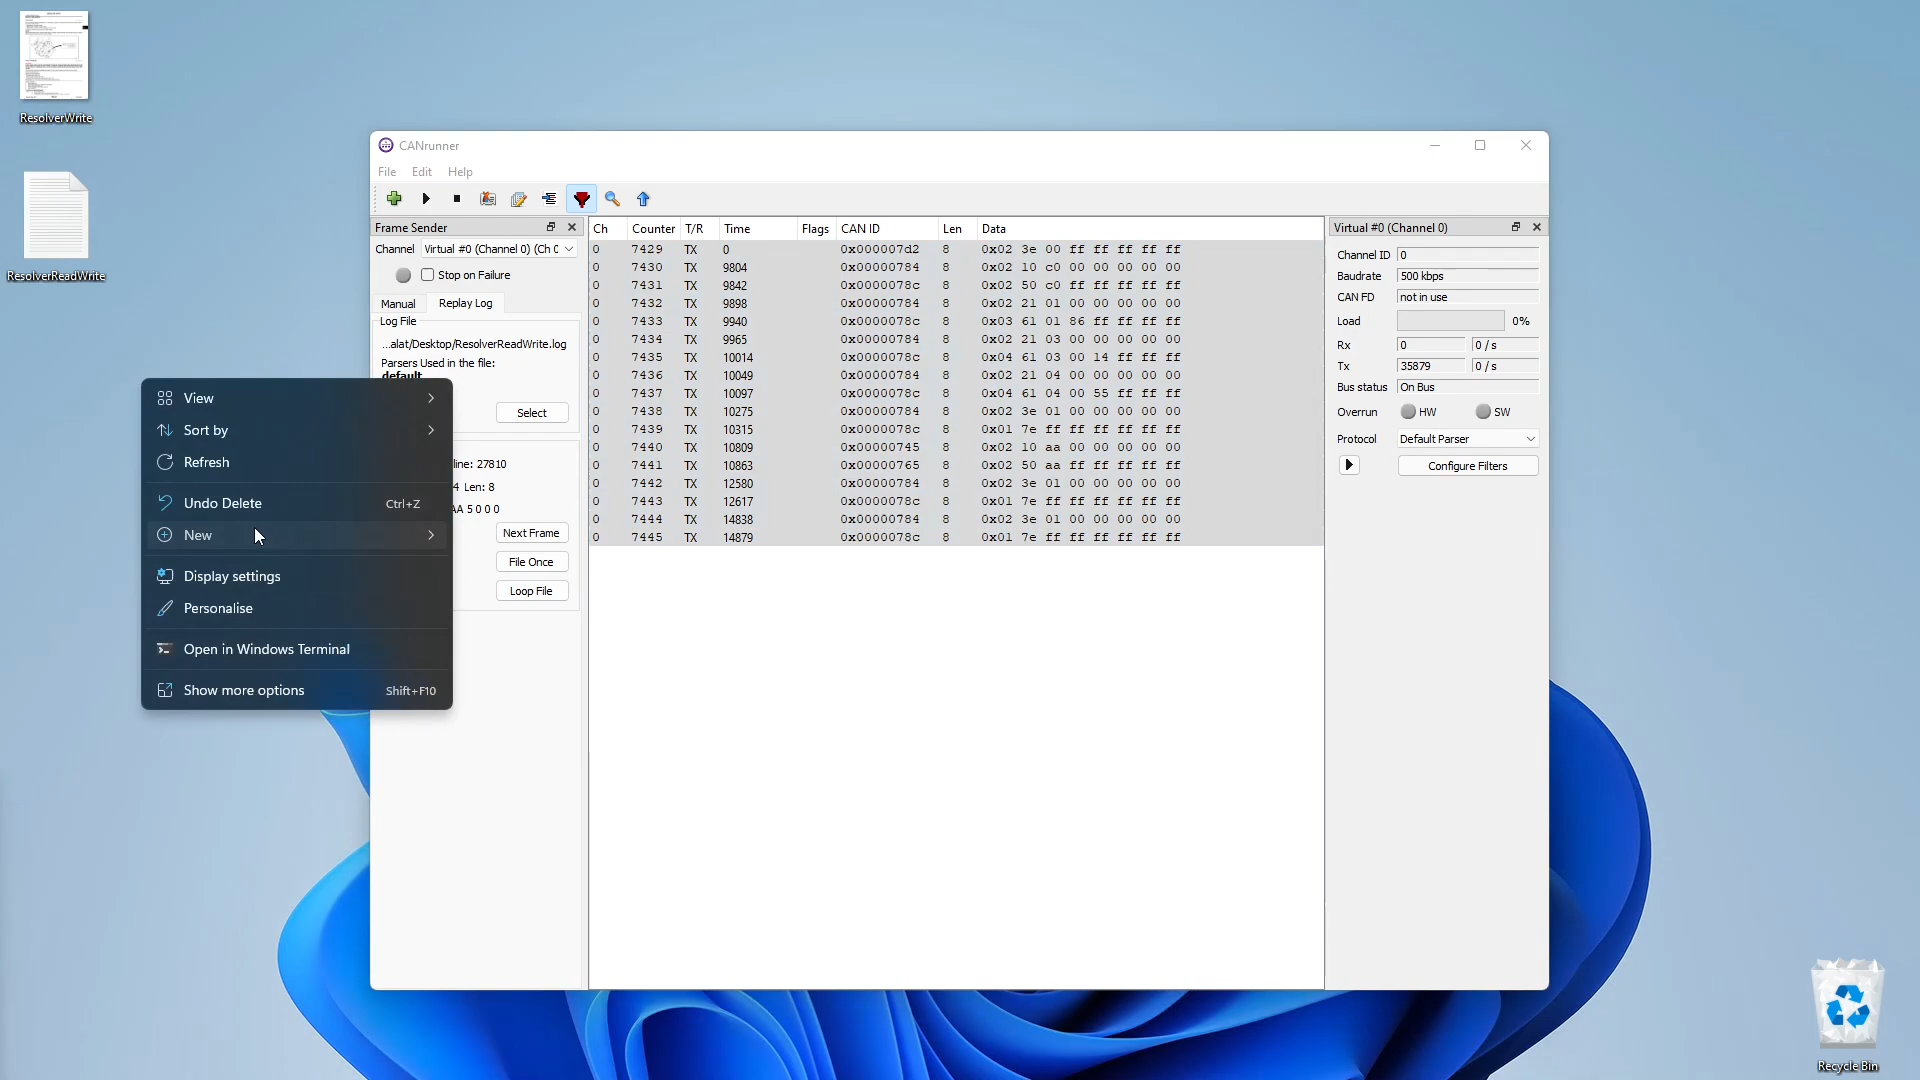 ResolverWrite
ResolverReadWrite
CANrunner
File Edit Help
Frame Sender
Channel Virtual #0 (Channel 0) (Ch 0
Stop on Failure
Manual Replay Log
Log File
...alat/Desktop/ResolverReadWrite.log
Parsers Used in the file:
default
Select
line: 27810
4 Len: 8
AA 5 0 0 0
Next Frame
File Once
Loop File
View
Sort by
Refresh
Undo Delete Ctrl+Z
New
Display settings
Personalise
Open in Windows Terminal
Show more options Shift+F10
Ch Counter T/R Time Flags CAN ID Len Data
0 7429 TX 0 0x000007d2 8 0x02 3e 00 ff ff ff ff ff
0 7430 TX 9804 0x00000784 8 0x02 10 c0 00 00 00 00 00
0 7431 TX 9842 0x0000078c 8 0x02 50 c0 ff ff ff ff ff
0 7432 TX 9898 0x00000784 8 0x02 21 01 00 00 00 00 00
0 7433 TX 9940 0x0000078c 8 0x03 61 01 86 ff ff ff ff
0 7434 TX 9965 0x00000784 8 0x02 21 03 00 00 00 00 00
0 7435 TX 10014 0x0000078c 8 0x04 61 03 00 14 ff ff ff
0 7436 TX 10049 0x00000784 8 0x02 21 04 00 00 00 00 00
0 7437 TX 10097 0x0000078c 8 0x04 61 04 00 55 ff ff ff
0 7438 TX 10275 0x00000784 8 0x02 3e 01 00 00 00 00 00
0 7439 TX 10315 0x0000078c 8 0x01 7e ff ff ff ff ff ff
0 7440 TX 10809 0x00000745 8 0x02 10 aa 00 00 00 00 00
0 7441 TX 10863 0x00000765 8 0x02 50 aa ff ff ff ff ff
0 7442 TX 12580 0x00000784 8 0x02 3e 01 00 00 00 00 00
0 7443 TX 12617 0x0000078c 8 0x01 7e ff ff ff ff ff ff
0 7444 TX 14838 0x00000784 8 0x02 3e 01 00 00 00 00 00
0 7445 TX 14879 0x0000078c 8 0x01 7e ff ff ff ff ff ff
Virtual #0 (Channel 0)
Channel ID 0
Baudrate 500 kbps
CAN FD not in use
Load 0%
Rx 0 0 / s
Tx 35879 0 / s
Bus status On Bus
Overrun HW SW
Protocol Default Parser
Configure Filters
Recycle Bin